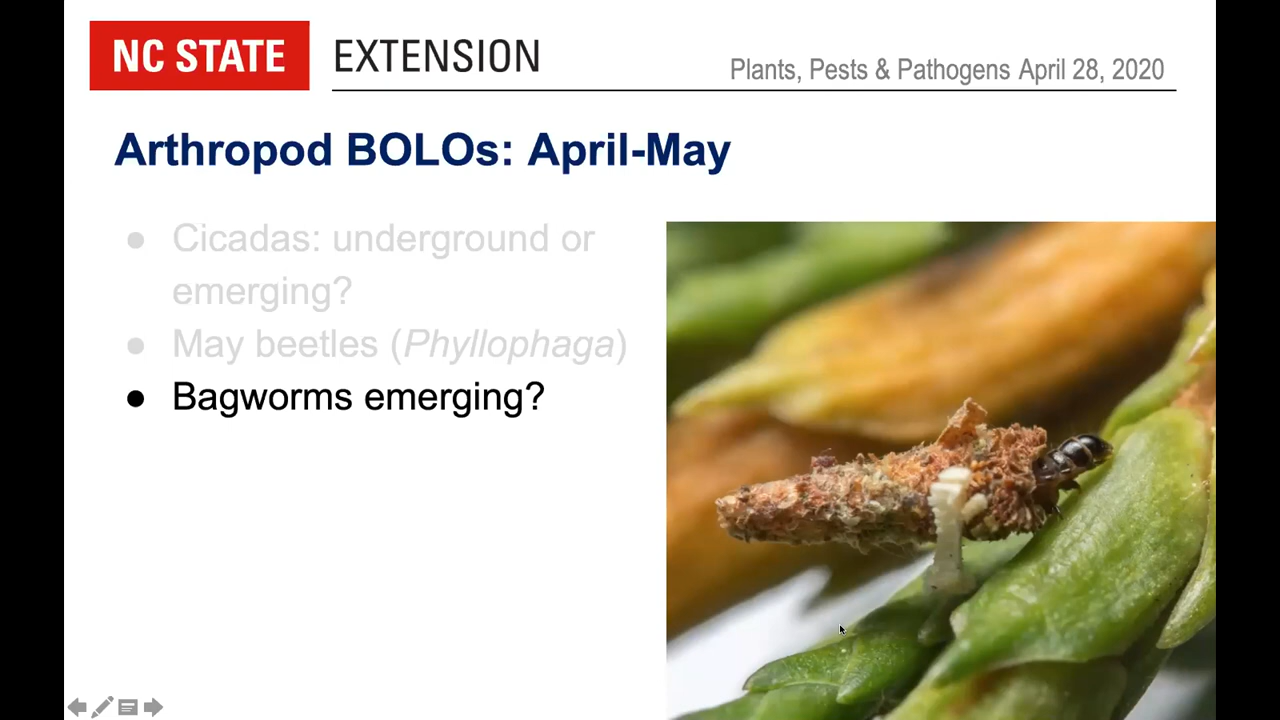 NC STATE EXTENSION
Plants, Pests & Pathogens April 28, 2020
Arthropod BOLOs: April-May
● Cicadas: underground or
emerging?
● May beetles (Phyllophaga)
● Bagworms emerging?